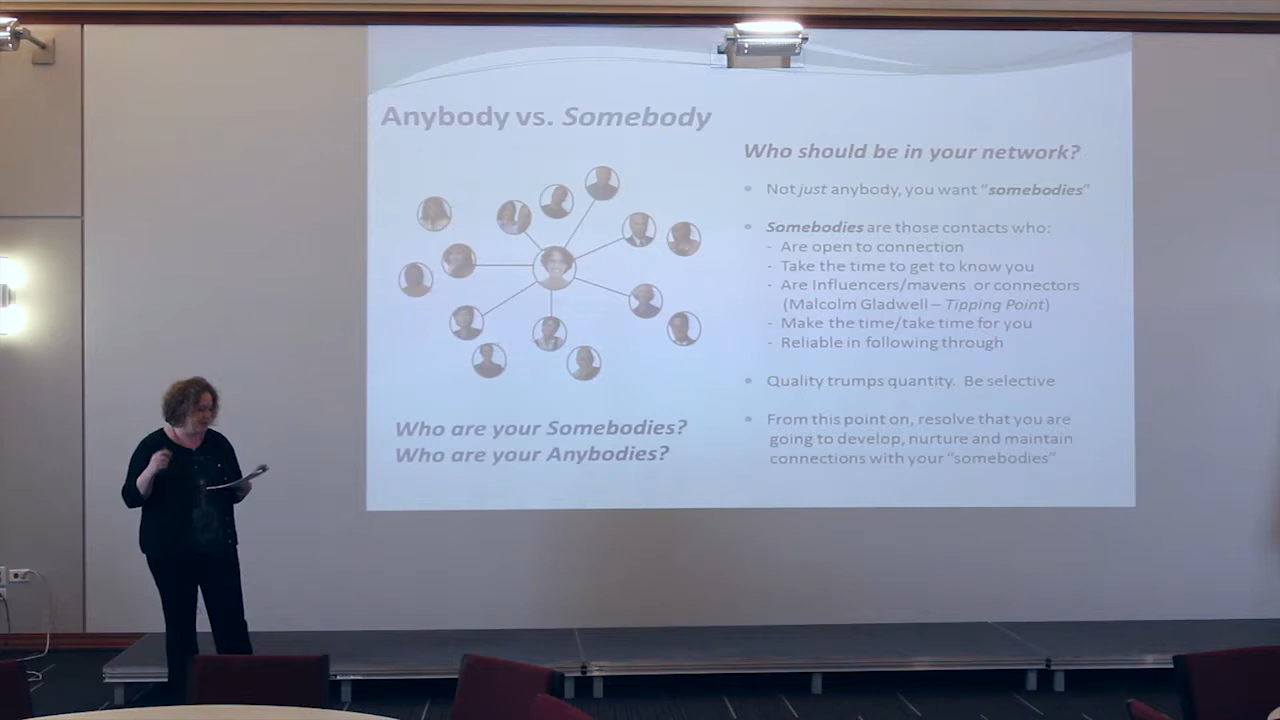 Anybody vs. Somebody
Who should be in your network?
• Not just anybody, you want “somebodies”
• Somebodies are those contacts who:
- Are open to connection
- Take the time to get to know you
- Are Influencers/mavens or connectors
(Malcolm Gladwell – Tipping Point)
- Make the time/take time for you
- Reliable in following through
• Quality trumps quantity. Be selective
• From this point on, resolve that you are
going to develop, nurture and maintain
connections with your “somebodies”
Who are your Somebodies?
Who are your Anybodies?